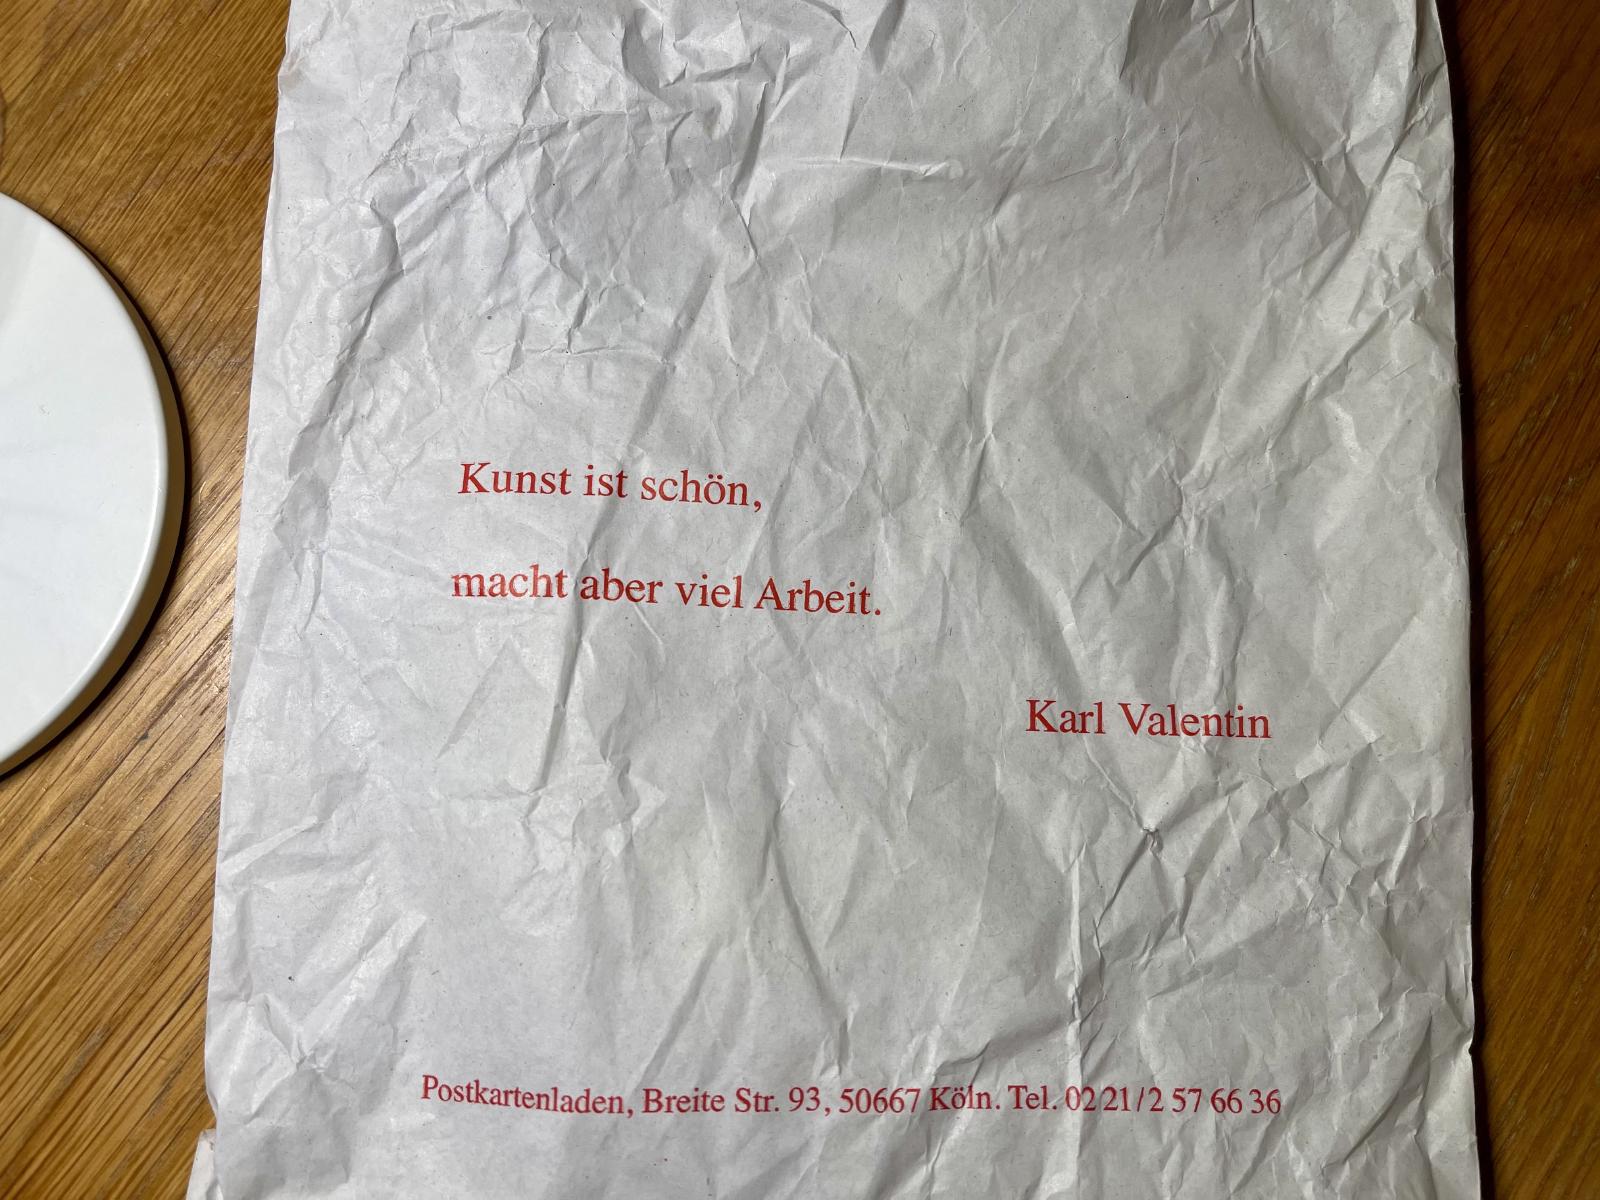 Kunst ist schön,
macht aber viel Arbeit.
Karl Valentin
Postkartenladen, Breite Str. 93, 50667 Köln. Tel. 02 21/2 57 66 36